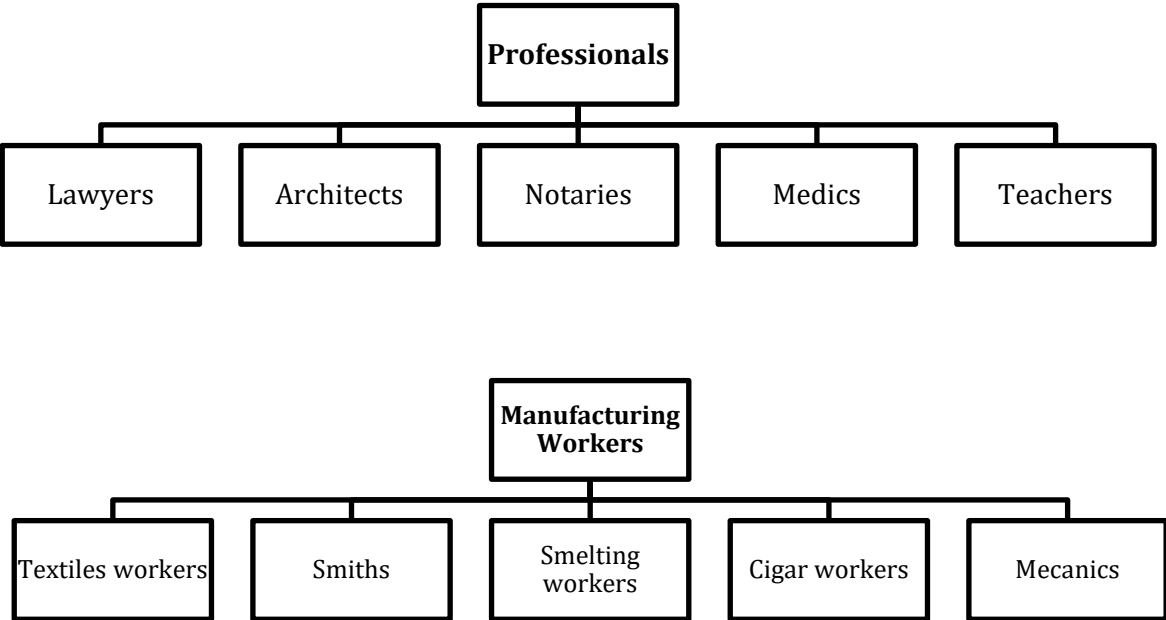 Professionals
Lawyers
Architects
Notaries
Medics
Teachers
Manufacturing
Workers
Textiles workers
Smiths
Smelting
workers
Cigar workers
Mecanics